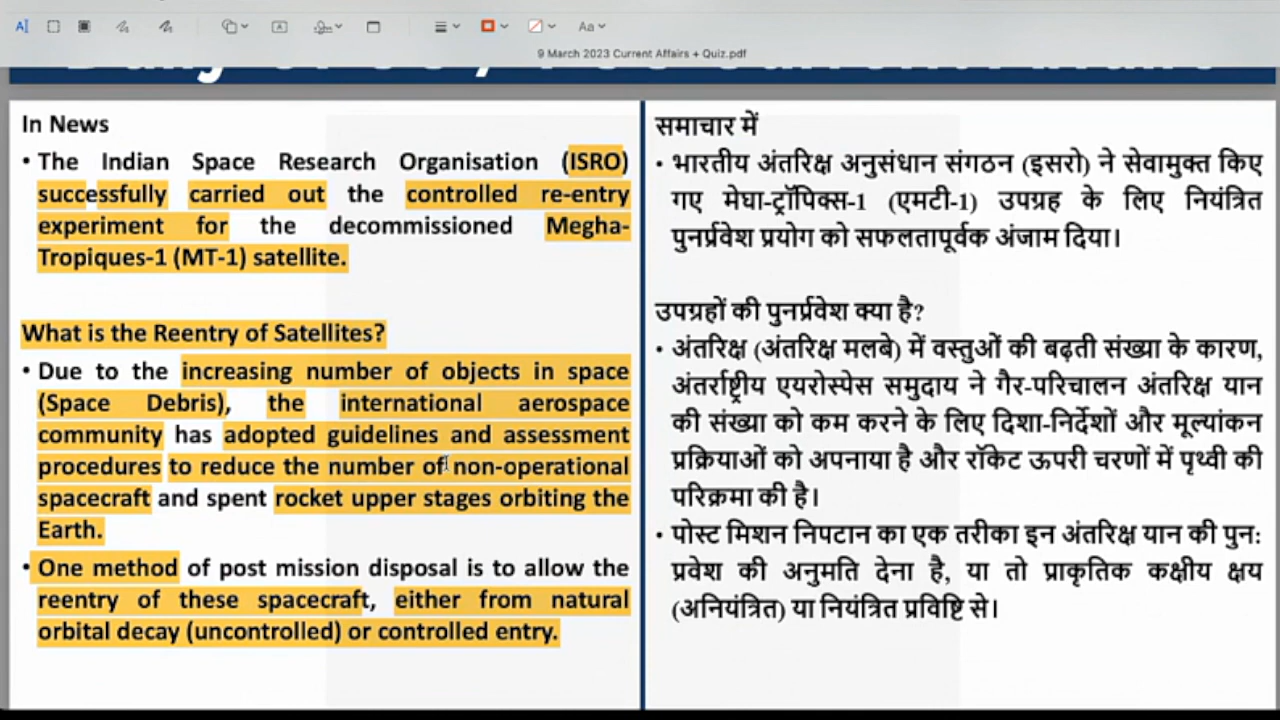 Aa
9 March 2023 Current Affairs + Quiz.pdf
In News
• The Indian Space Research Organisation (ISRO)
successfully carried out the controlled re-entry
experiment for the decommissioned Megha-
Tropiques-1 (MT-1) satellite.
What is the Reentry of Satellites?
• Due to the increasing number of objects in space
(Space Debris), the international aerospace
community has adopted guidelines and assessment
procedures to reduce the number of non-operational
spacecraft and spent rocket upper stages orbiting the
Earth.
• One method of post mission disposal is to allow the
reentry of these spacecraft, either from natural
orbital decay (uncontrolled) or controlled entry.
समाचार में
• भारतीय अंतरिक्ष अनुसंधान संगठन (इसरो) ने सेवामुक्त किए
गए मेघा-ट्रॉपिक्स-1 (एमटी-1) उपग्रह के लिए नियंत्रित
पुनर्प्रवेश प्रयोग को सफलतापूर्वक अंजाम दिया।
उपग्रहों की पुनर्प्रवेश क्या है?
• अंतरिक्ष (अंतरिक्ष मलबे) में वस्तुओं की बढ़ती संख्या के कारण,
अंतर्राष्ट्रीय एयरोस्पेस समुदाय ने गैर-परिचालन अंतरिक्ष यान
की संख्या को कम करने के लिए दिशा-निर्देशों और मूल्यांकन
प्रक्रियाओं को अपनाया है और रॉकेट ऊपरी चरणों में पृथ्वी की
परिक्रमा की है।
• पोस्ट मिशन निपटान का एक तरीका इन अंतरिक्ष यान की पुन:
प्रवेश की अनुमति देना है, या तो प्राकृतिक कक्षीय क्षय
(अनियंत्रित) या नियंत्रित प्रविष्टि से।